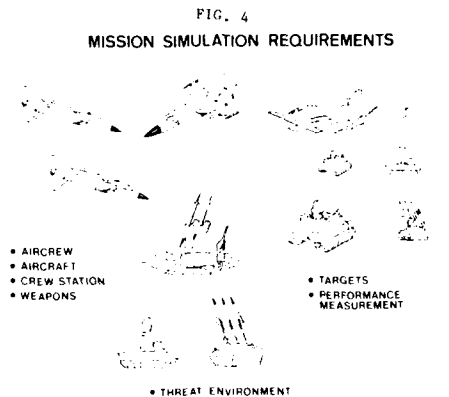 FIG. 4
MISSION SIMULATION REQUIREMENTS
• AIRCREW
• AIRCRAFT
• CREW STATION
• WEAPONS
• TARGETS
• PERFORMANCE
MEASUREMENT
• THREAT ENVIRONMENT